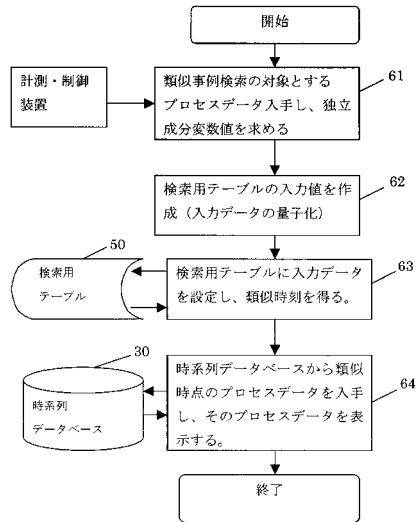 開始
計測・制御
装置
類似事例検索の対象とする
プロセスデータ入手し、独立
成分変数値を求める
61
検索用テーブルの入力値を作
成（入力データの量子化）
62
50
検索用
テーブル
検索用テーブルに入力データ
を設定し、類似時刻を得る。
63
30
時系列
データベース
時系列データベースから類似
時点のプロセスデータを入手
し、そのプロセスデータを表
示する。
64
終了